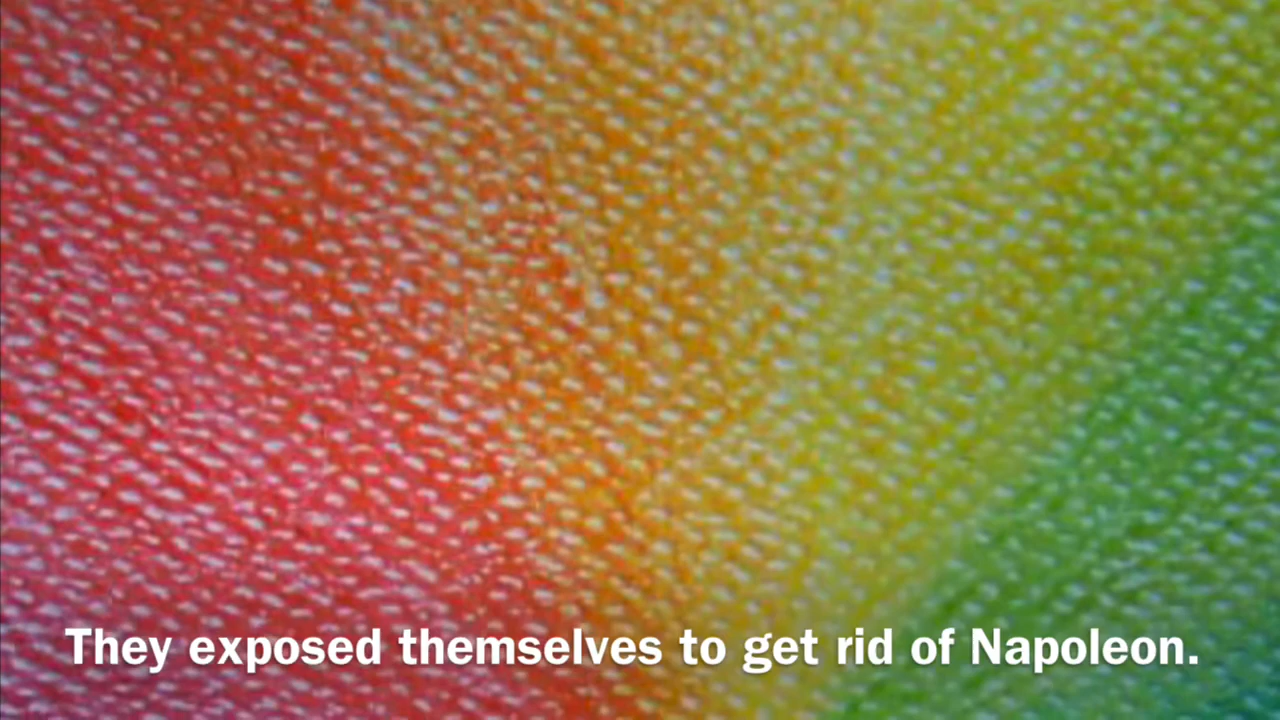 They exposed themselves to get rid of Napoleon.